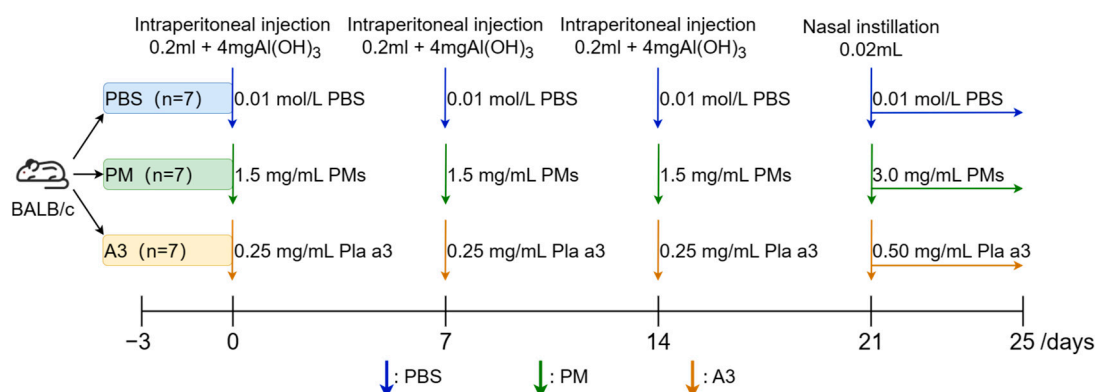 Intraperitoneal injection
0.2ml + 4mgAl(OH)₃
Intraperitoneal injection
0.2ml + 4mgAl(OH)₃
Intraperitoneal injection
0.2ml + 4mgAl(OH)₃
Nasal instillation
0.02mL
PBS (n=7)
0.01 mol/L PBS
0.01 mol/L PBS
0.01 mol/L PBS
0.01 mol/L PBS
BALB/c
PM (n=7)
1.5 mg/mL PMs
1.5 mg/mL PMs
1.5 mg/mL PMs
3.0 mg/mL PMs
A3 (n=7)
0.25 mg/mL Pla a3
0.25 mg/mL Pla a3
0.25 mg/mL Pla a3
0.50 mg/mL Pla a3
−3 0 7 14 21 25 /days
: PBS : PM : A3